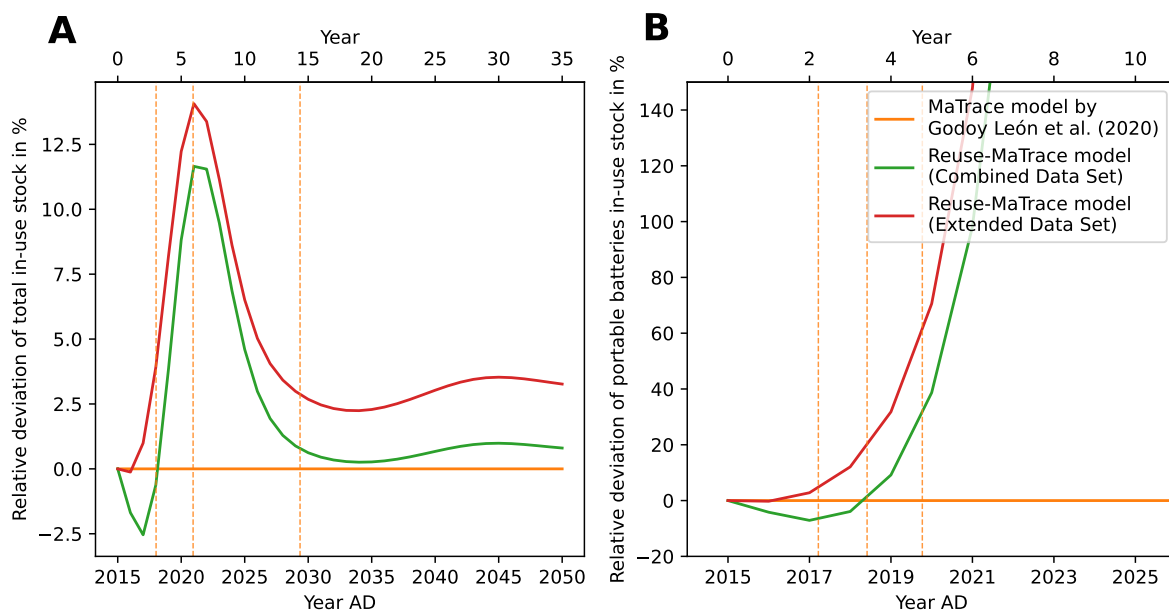 A
Year
0 5 10 15 20 25 30 35
Relative deviation of total in-use stock in %
12.5
10.0
7.5
5.0
2.5
0.0
−2.5
2015 2020 2025 2030 2035 2040 2045 2050
Year AD
B
Year
0 2 4 6 8 10
Relative deviation of portable batteries in-use stock in %
140
120
100
80
60
40
20
0
−20
2015 2017 2019 2021 2023 2025
Year AD
MaTrace model by
Godoy León et al. (2020)
Reuse-MaTrace model
(Combined Data Set)
Reuse-MaTrace model
(Extended Data Set)